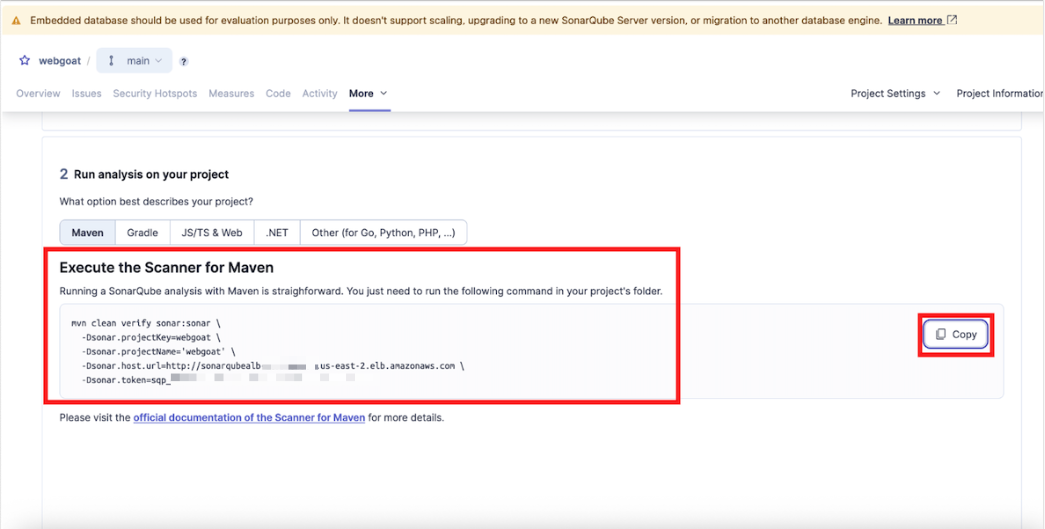 Embedded database should be used for evaluation purposes only. It doesn't support scaling, upgrading to a new SonarQube Server version, or migration to another database engine. Learn more
webgoat / main ?
Overview Issues Security Hotspots Measures Code Activity More Project Settings Project Information
2 Run analysis on your project
What option best describes your project?
Maven Gradle JS/TS & Web .NET Other (for Go, Python, PHP, ...)
Execute the Scanner for Maven
Running a SonarQube analysis with Maven is straighforward. You just need to run the following command in your project's folder.
mvn clean verify sonar:sonar \
-Dsonar.projectKey=webgoat \
-Dsonar.projectName='webgoat' \
-Dsonar.host.url=http://sonarqubealb us-east-2.elb.amazonaws.com \
-Dsonar.token=sqp_
Copy
Please visit the official documentation of the Scanner for Maven for more details.